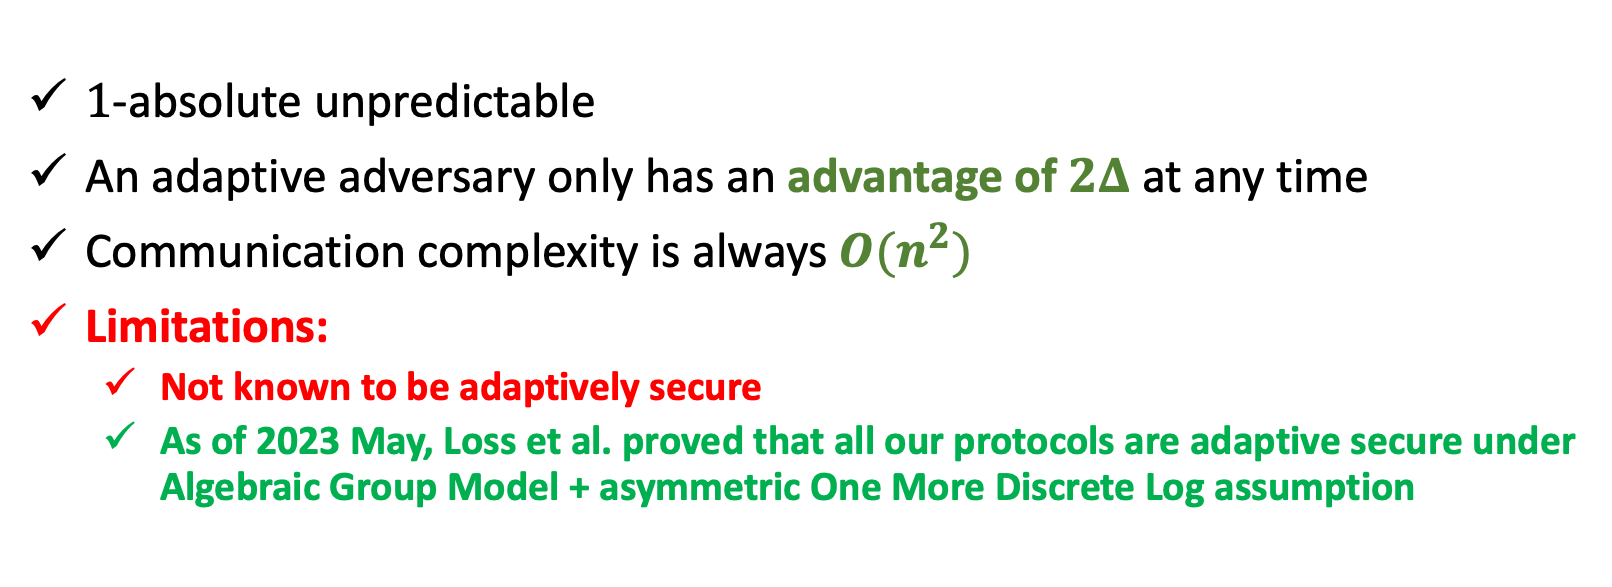 ✓ 1-absolute unpredictable
✓ An adaptive adversary only has an advantage of 2Δ at any time
✓ Communication complexity is always O(n²)
✓ Limitations:
✓ Not known to be adaptively secure
✓ As of 2023 May, Loss et al. proved that all our protocols are adaptive secure under
Algebraic Group Model + asymmetric One More Discrete Log assumption